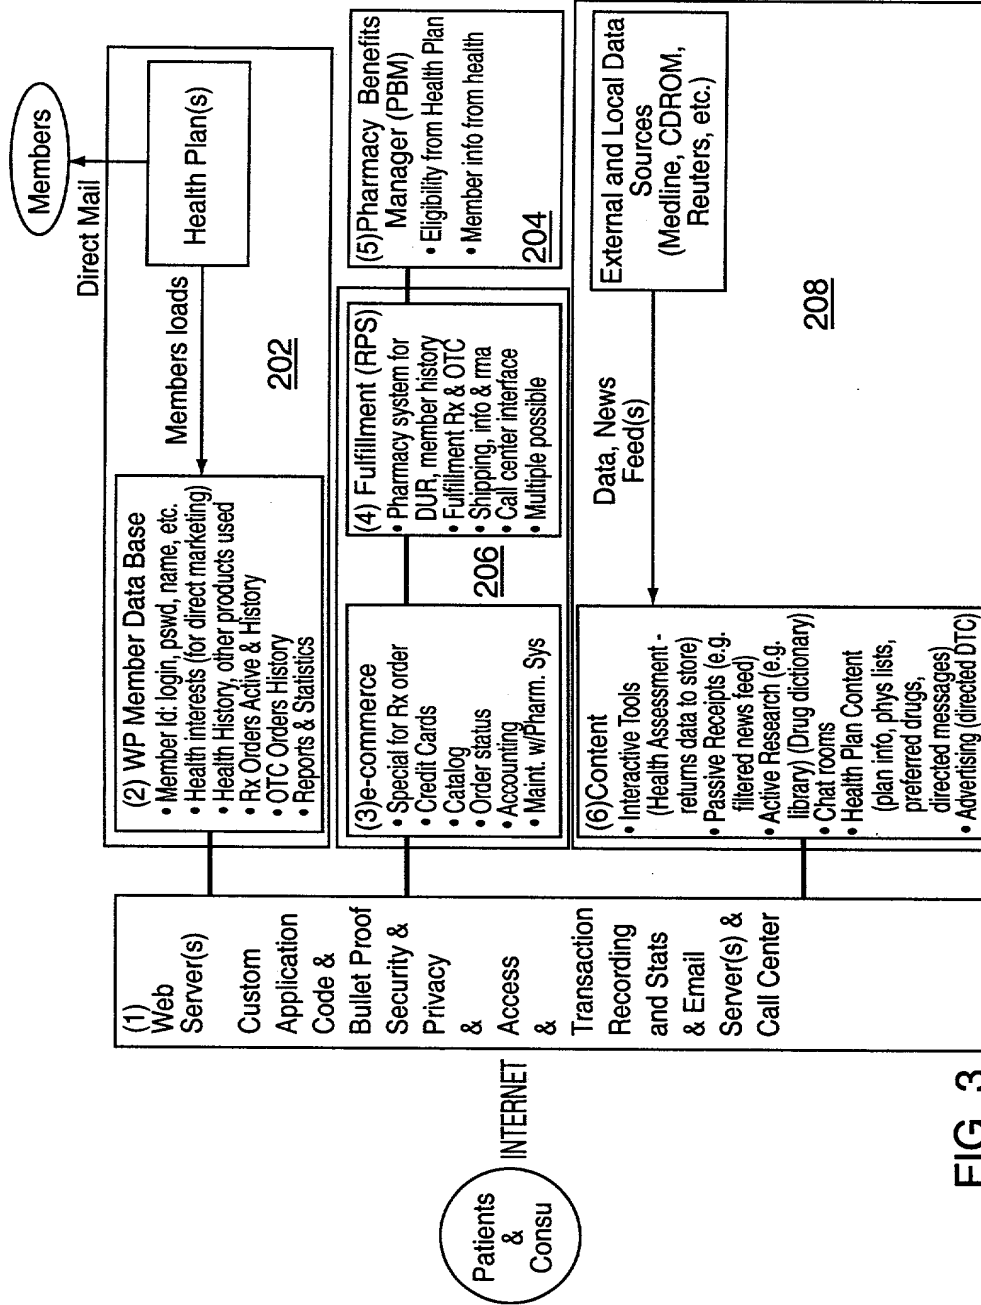 Members
Direct Mail
Health Plan(s)
Members loads
202
(2) WP Member Data Base
• Member Id: login, pswd, name, etc.
• Health interests (for direct marketing)
• Health History, other products used
• Rx Orders Active & History
• OTC Orders History
• Reports & Statistics
(5)Pharmacy Benefits
Manager (PBM)
• Eligibility from Health Plan
• Member info from health
204
(4) Fulfillment (RPS)
• Pharmacy system for
DUR, member history
• Fulfillment Rx & OTC
• Shipping, info & rma
• Call center interface
• Multiple possible
206
(3)e-commerce
• Special for Rx order
• Credit Cards
• Catalog
• Order status
• Accounting
• Maint. w/Pharm. Sys
External and Local Data
Sources
(Medline, CDROM,
Reuters, etc.)
208
Data, News
Feed(s)
(6)Content
• Interactive Tools
(Health Assessment -
returns data to store)
• Passive Receipts (e.g.
filtered news feed)
• Active Research (e.g.
library) (Drug dictionary)
• Chat rooms
• Health Plan Content
(plan info, phys lists,
preferred drugs,
directed messages)
• Advertising (directed DTC)
(1)
Web
Server(s)
Custom
Application
Code &
Bullet Proof
Security &
Privacy
&
Access
&
Transaction
Recording
and Stats
& Email
Server(s) &
Call Center
INTERNET
Patients
&
Consu
FIG. 3